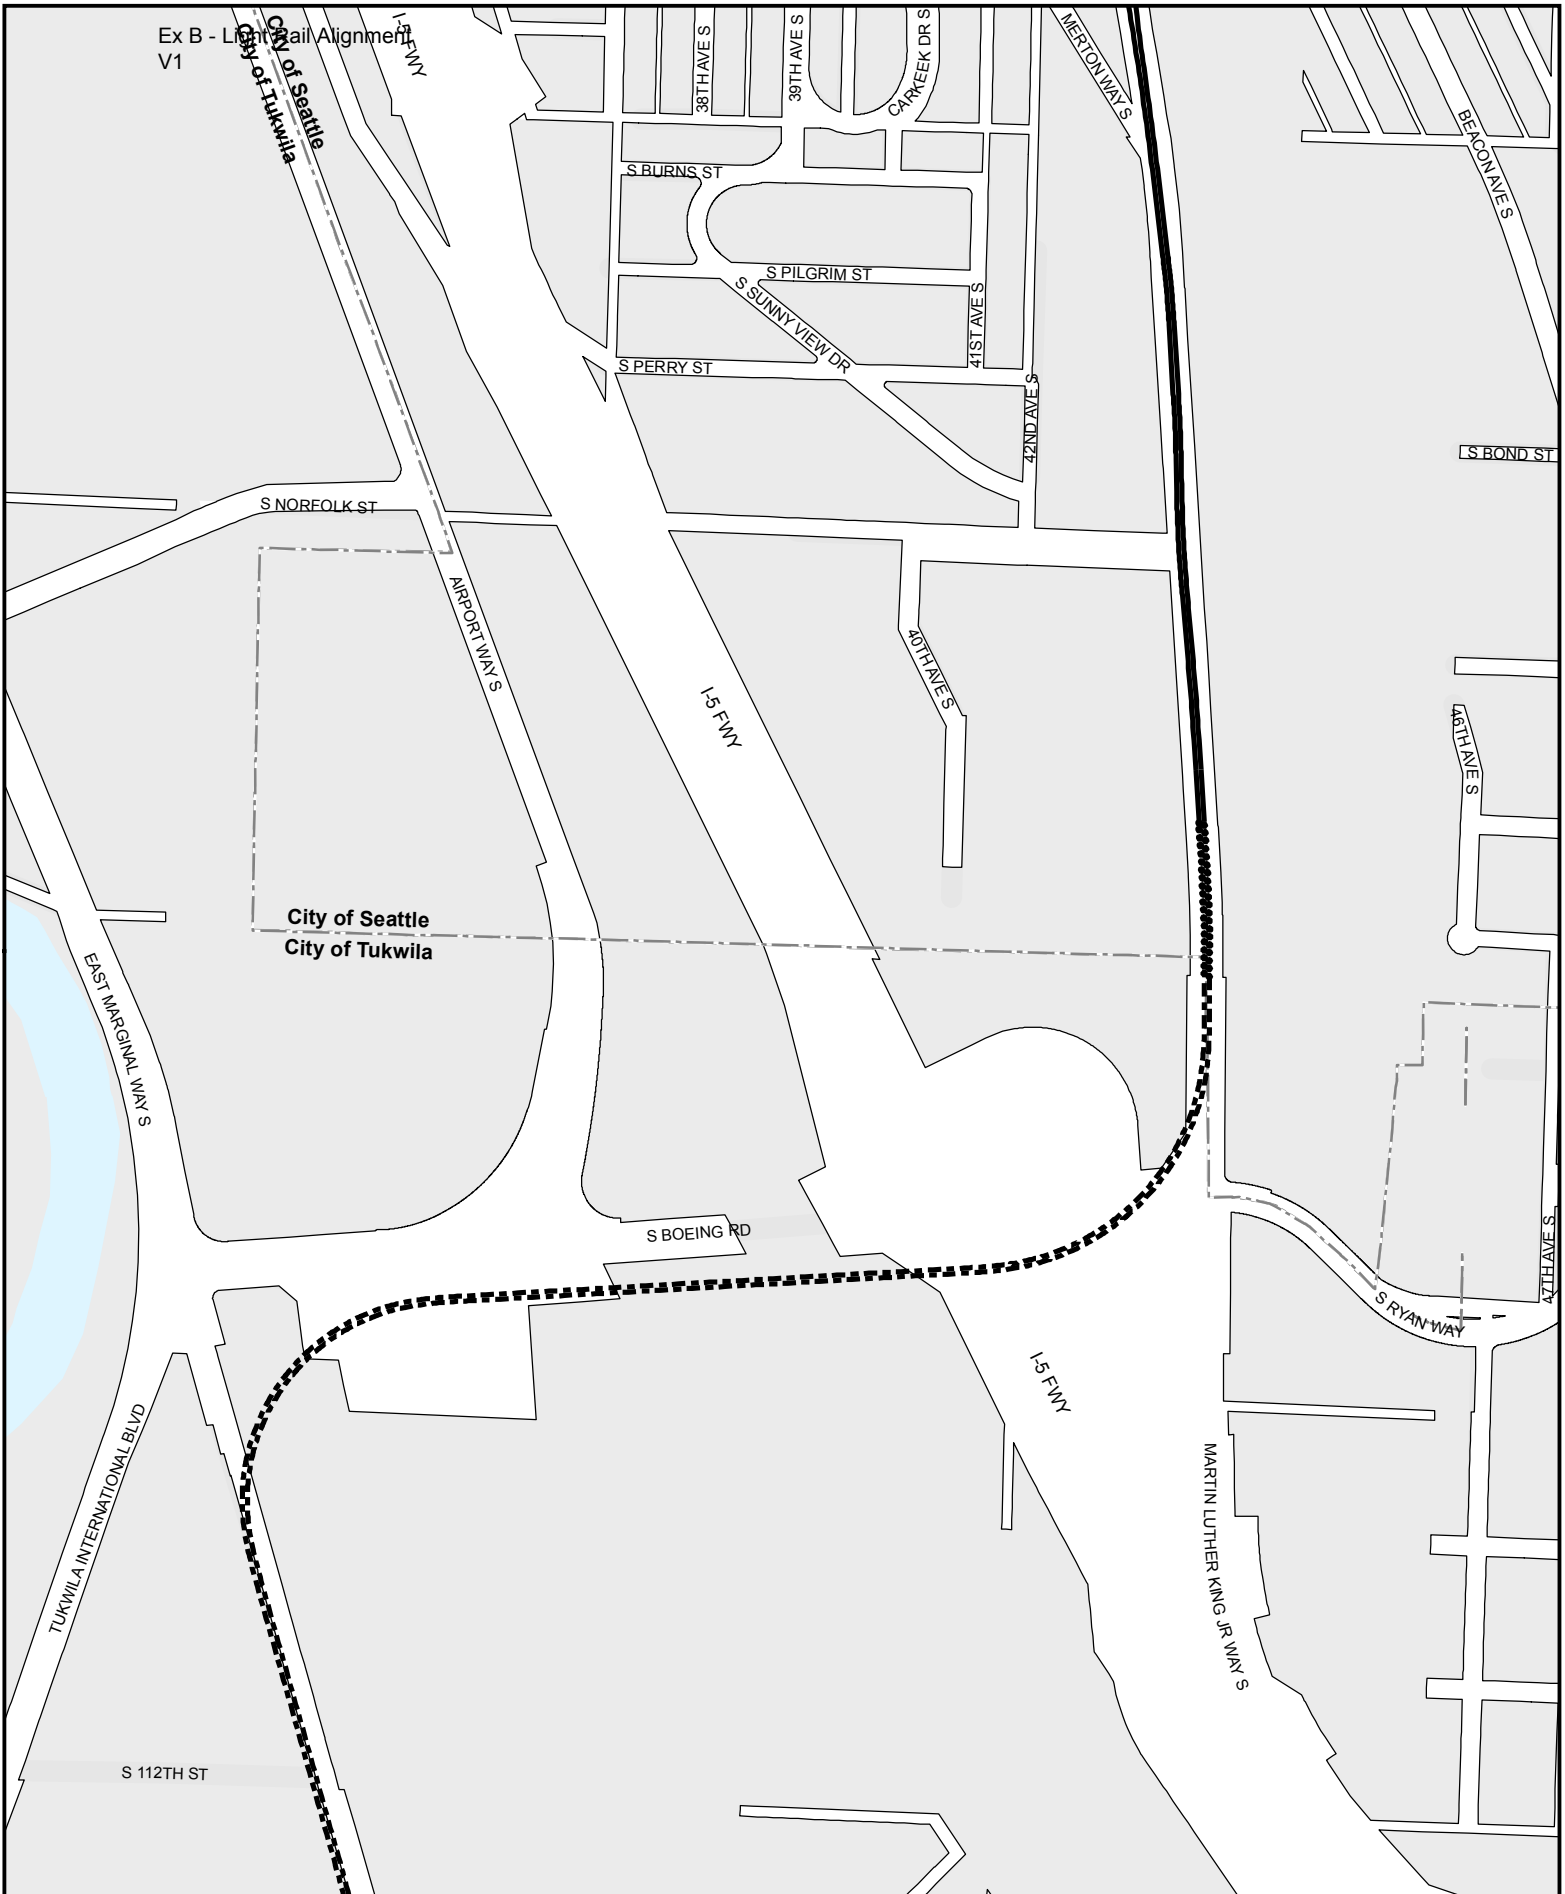 Ex B - Light Rail Alignment
V1
City of Seattle
City of Tukwila
I-5 FWY
38TH AVE S
39TH AVE S
CARKEEK DR S
MERTON WAY S
BEACON AVE S
S BURNS ST
S PILGRIM ST
S SUNNY VIEW DR
41ST AVE S
S PERRY ST
42ND AVE S
S BOND ST
S NORFOLK ST
AIRPORT WAY S
40TH AVE S
I-5 FWY
46TH AVE S
City of Seattle
City of Tukwila
EAST MARGINAL WAY S
S BOEING RD
47TH AVE S
S RYAN WAY
I-5 FWY
TUKWILA INTERNATIONAL BLVD
MARTIN LUTHER KING JR WAY S
S 112TH ST